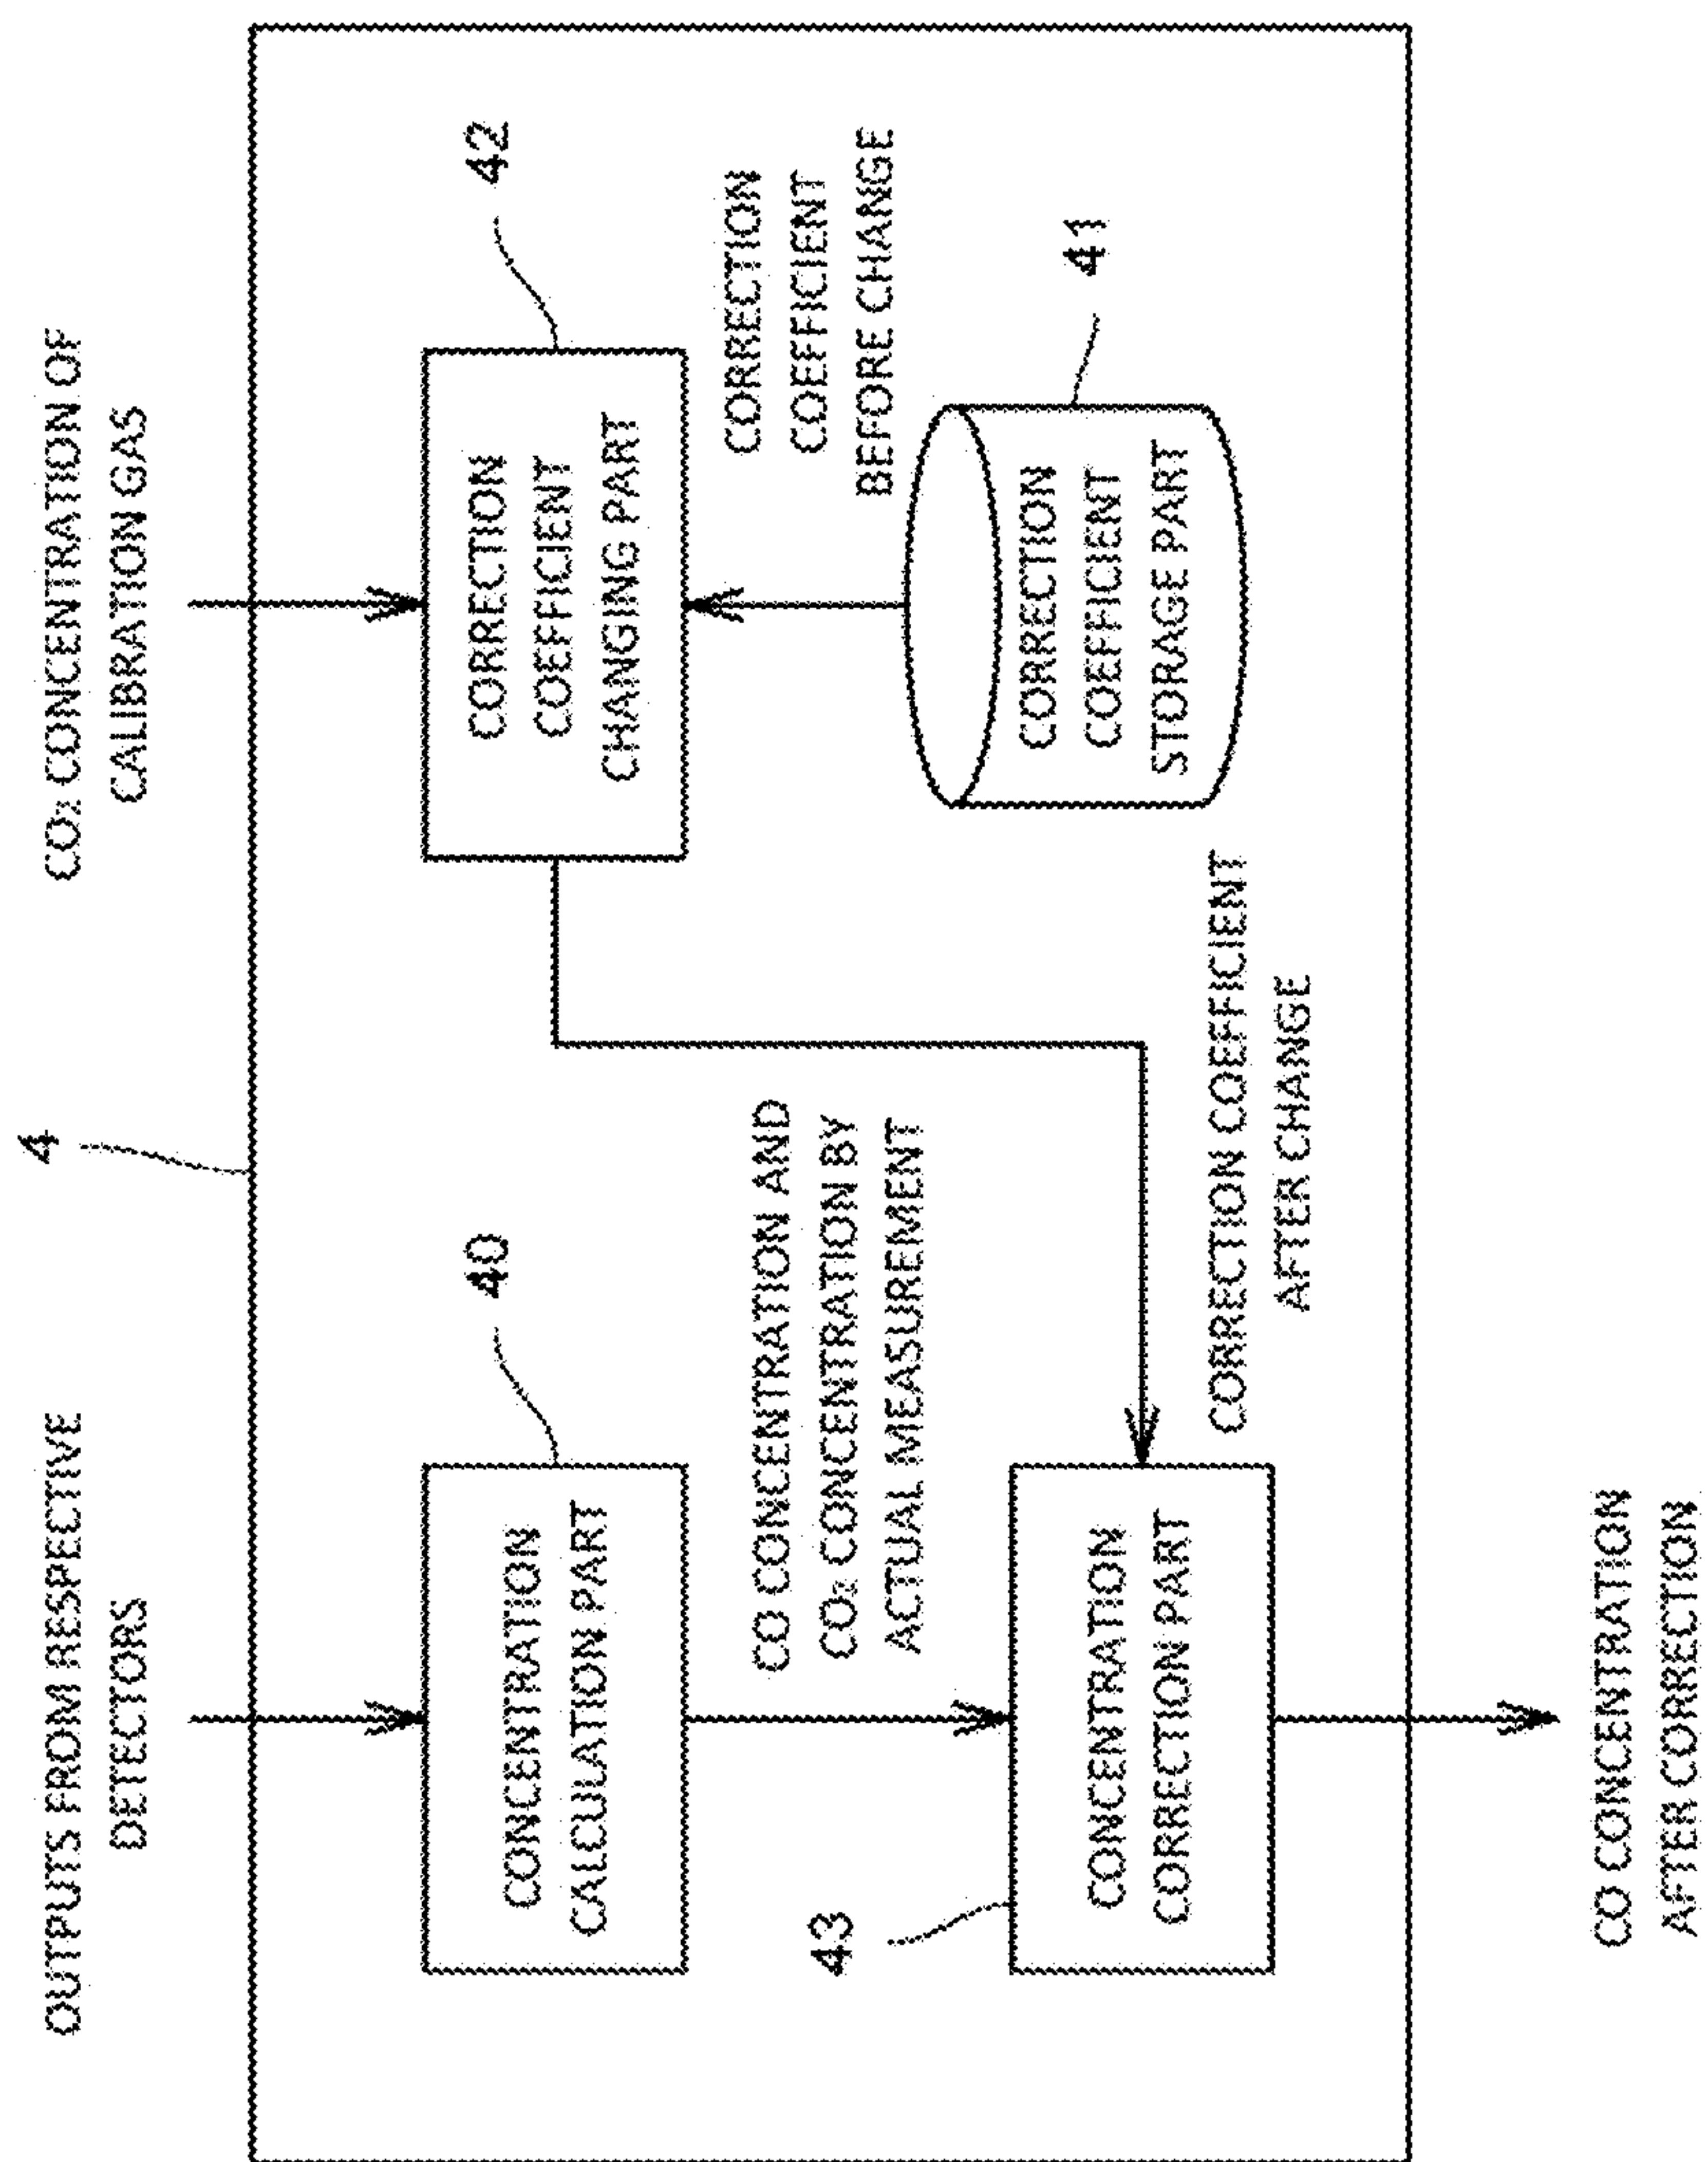 4
OUTPUTS FROM RESPECTIVE
DETECTORS
CO₂ CONCENTRATION OF
CALIBRATION GAS
40
CONCENTRATION
CALCULATION PART
42
CORRECTION
COEFFICIENT
CHANGING PART
CO CONCENTRATION AND
CO₂ CONCENTRATION BY
ACTUAL MEASUREMENT
CORRECTION
COEFFICIENT
BEFORE CHANGE
43
CONCENTRATION
CORRECTION PART
41
CORRECTION
COEFFICIENT
STORAGE PART
CORRECTION COEFFICIENT
AFTER CHANGE
CO CONCENTRATION
AFTER CORRECTION